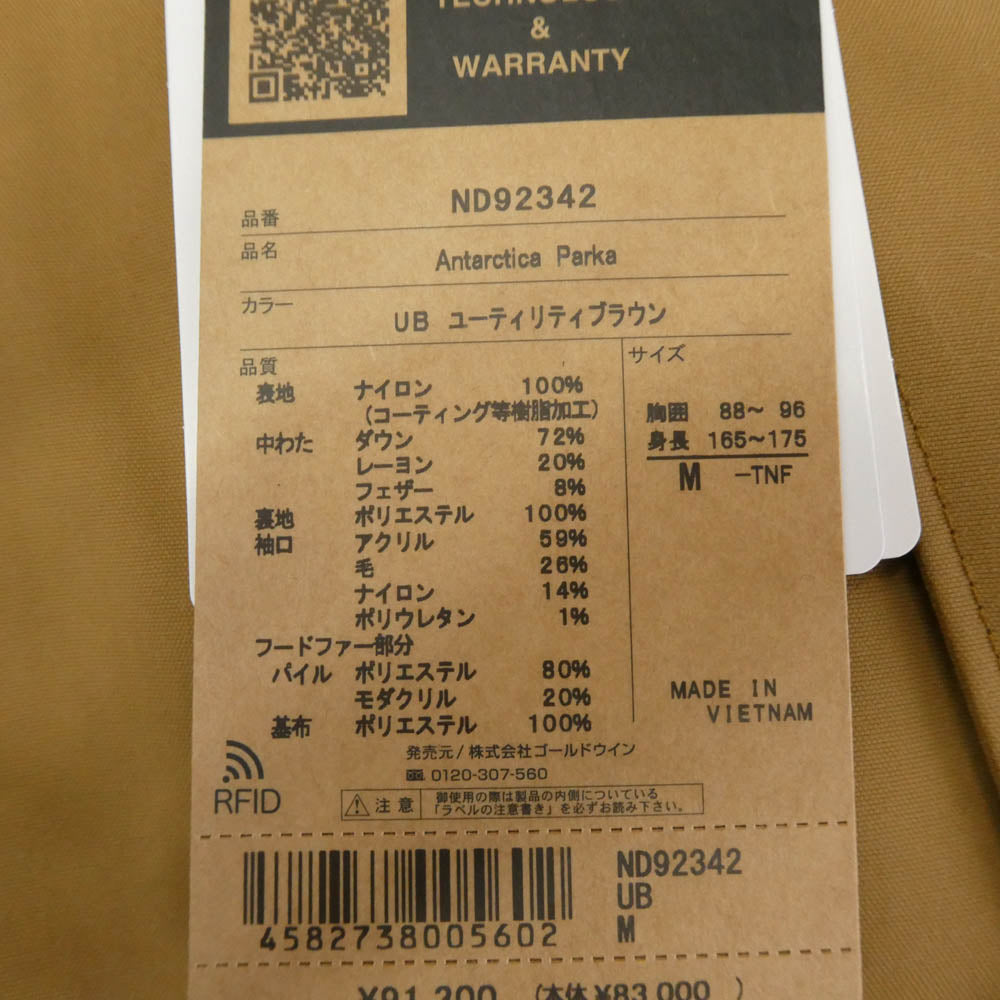 &
WARRANTY
品番 ND92342
品名 Antarctica Parka
カラー UB ユーティリティブラウン
品質 サイズ
表地 ナイロン 100%
(コーティング等樹脂加工)
中わた ダウン 72%
レーヨン 20%
フェザー 8%
裏地 ポリエステル 100%
袖口 アクリル 59%
毛 26%
ナイロン 14%
ポリウレタン 1%
フードファー部分
パイル ポリエステル 80%
モダクリル 20%
基布 ポリエステル 100%
胸囲 88～ 96
身長 165～175
M -TNF
MADE IN
VIETNAM
発売元/株式会社ゴールドウイン
0120-307-560
RFID
注意 御使用の際は製品の内側についている
「ラベルの注意書き」を必ずお読み下さい。
4582738005602
ND92342
UB
M
¥91,300 (本体¥83,000)